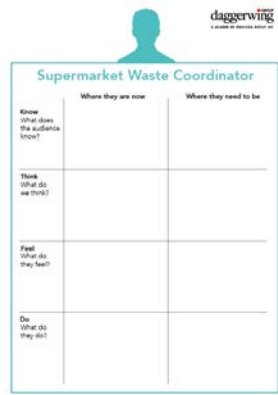 GROUP
daggerwing
Supermarket Waste Coordinator
Where they are now
Where they need to be
Know
What does
the audience
know?
Think
What do
we think?
Feel
What do
they feel?
Do
What do
they do?